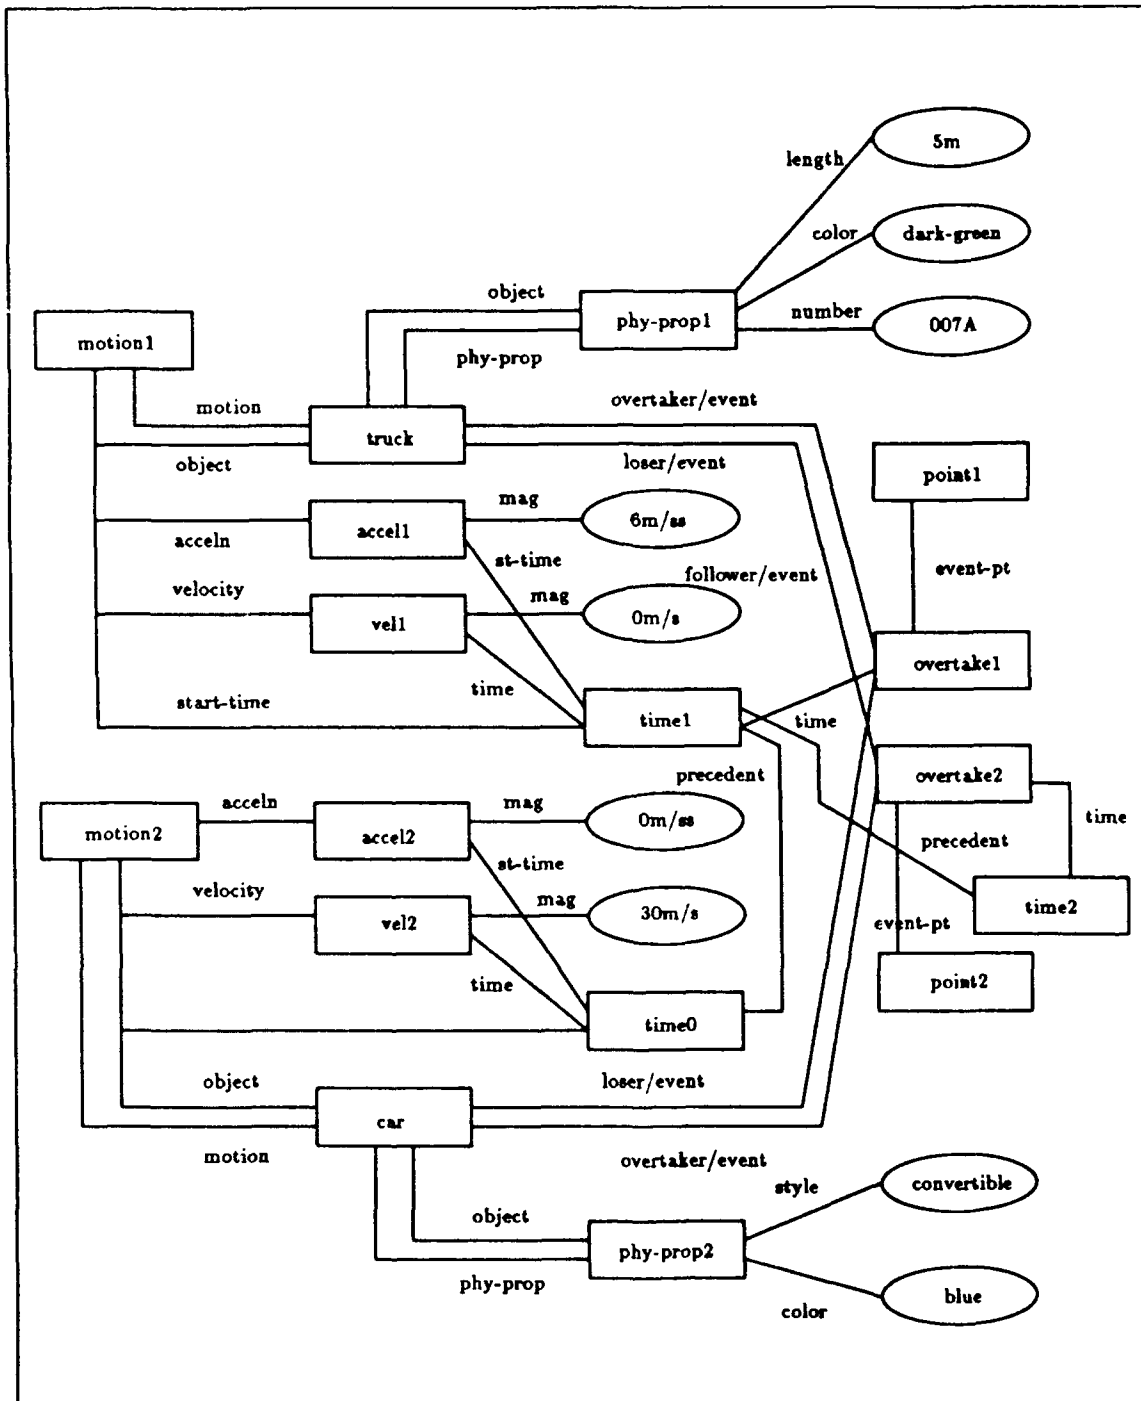 5m
length
color
dark-green
object
phy-prop1
number
007A
motion1
phy-prop
motion
overtaker/event
truck
object
loser/event
point1
mag
6m/ss
acceln
accel1
st-time
event-pt
velocity
follower/event
mag
vel1
0m/s
overtake1
time
start-time
time1
time
precedent
overtake2
acceln
mag
0m/ss
time
motion2
accel2
precedent
st-time
velocity
mag
30m/s
time2
vel2
event-pt
time
point2
time0
object
loser/event
car
motion
overtaker/event
style
convertible
object
phy-prop2
phy-prop
blue
color